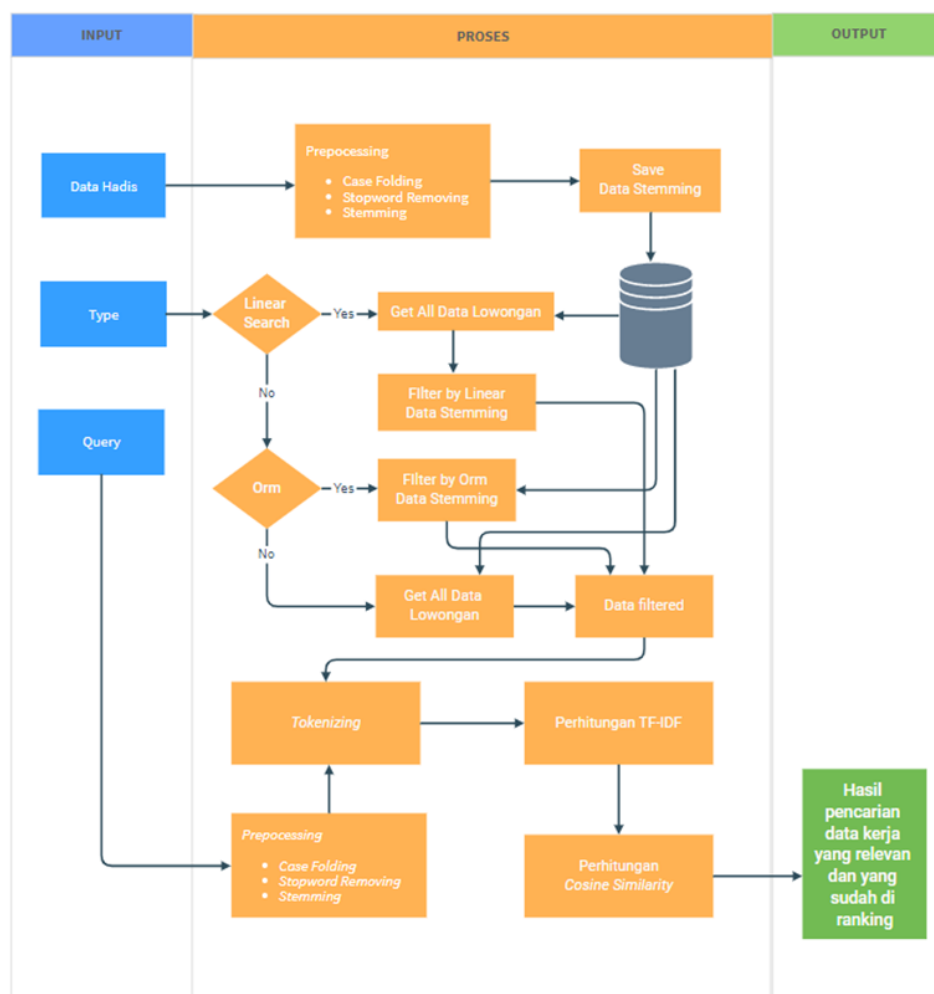 INPUT
PROSES
OUTPUT
Data Hadis
Prepocessing
• Case Folding
• Stopword Removing
• Stemming
Save
Data Stemming
Type
Linear
Search
Yes
Get All Data Lowongan
No
FIlter by Linear
Data Stemming
Query
Orm
Yes
FIlter by Orm
Data Stemming
No
Get All Data
Lowongan
Data filtered
Tokenizing
Perhitungan TF-IDF
Prepocessing
• Case Folding
• Stopword Removing
• Stemming
Perhitungan
Cosine Similarity
Hasil
pencarian
data kerja
yang relevan
dan yang
sudah di
ranking